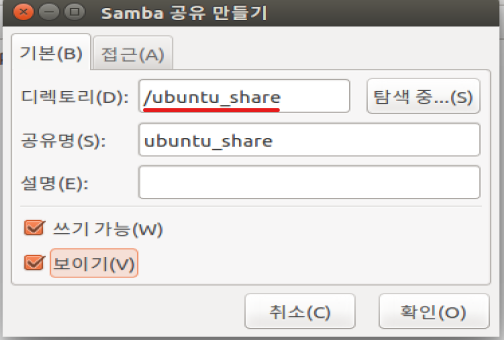 Samba 공유 만들기
기본(B) 접근(A)
디렉토리(D): /ubuntu_share 탐색 중...(S)
공유명(S): ubuntu_share
설명(E):
쓰기 가능(W)
보이기(V)
취소(C) 확인(O)